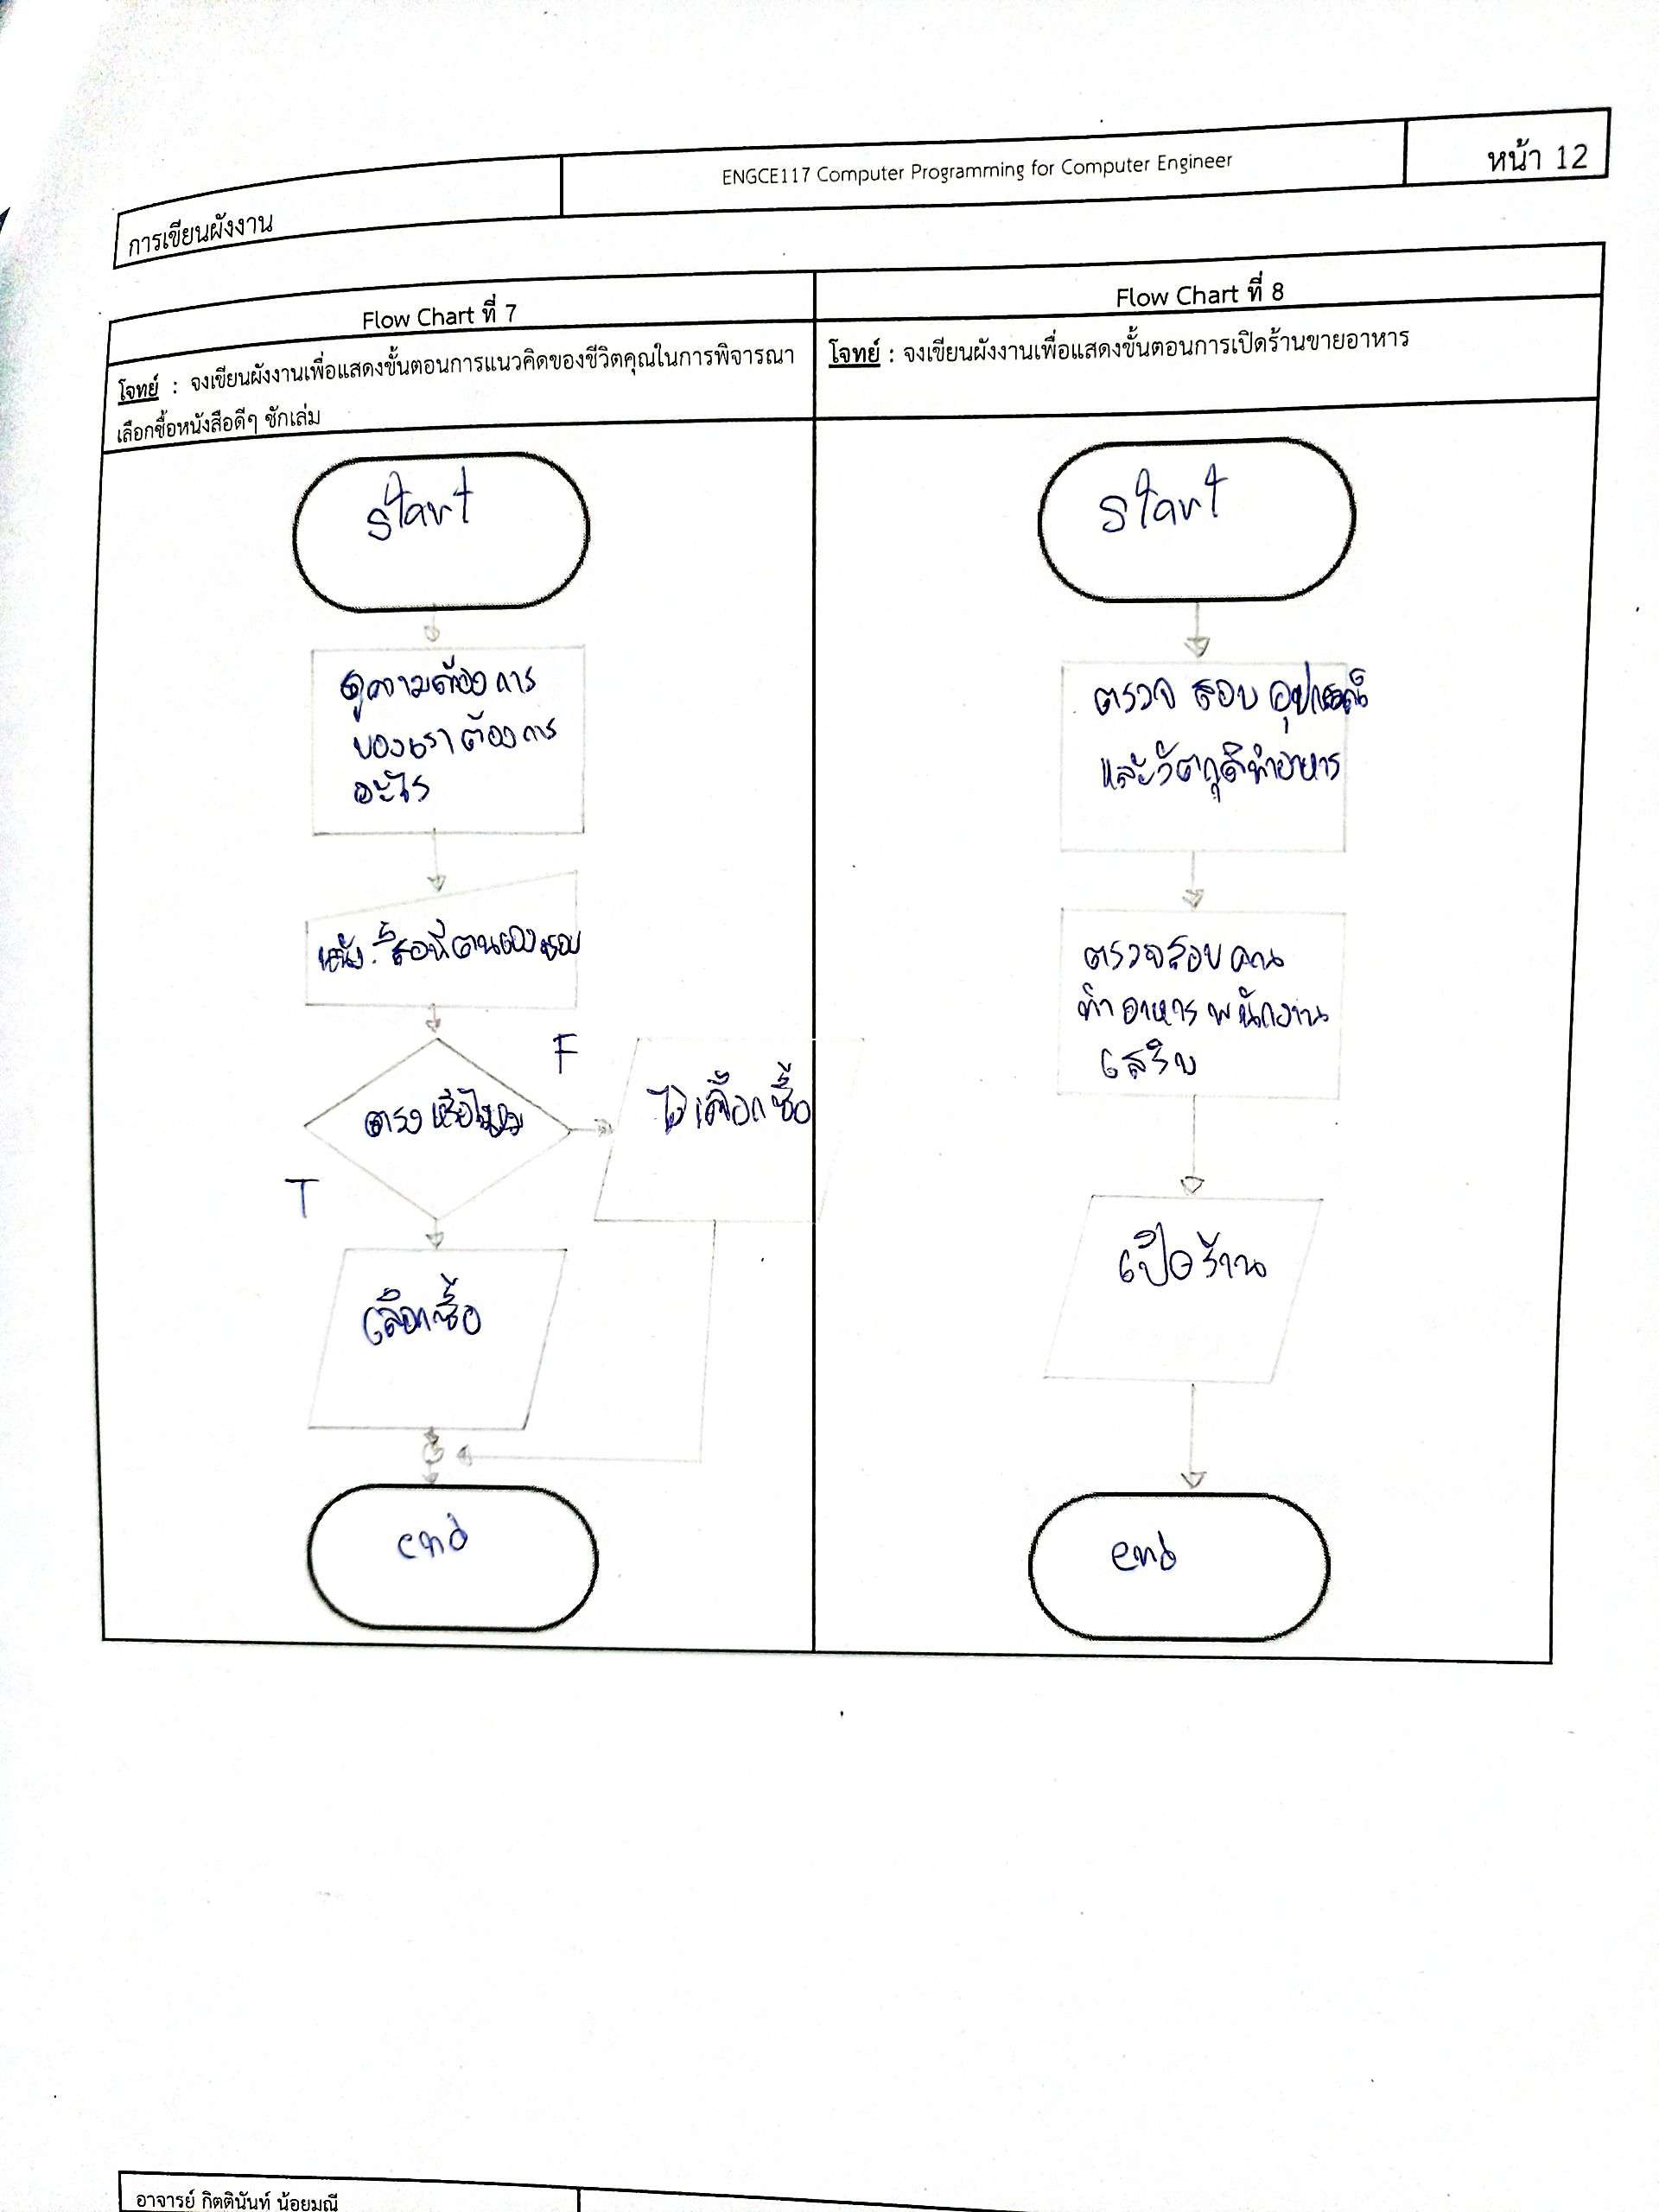 การเขียนผังงาน
ENGCE117 Computer Programming for Computer Engineer
หน้า 12
Flow Chart ที่ 7
โจทย์ : จงเขียนผังงานเพื่อแสดงขั้นตอนการแนวคิดของชีวิตคุณในการพิจารณา
เลือกซื้อหนังสือดีๆ ซักเล่ม
start
ดูความต้องการ
ของเราต้องการ
อะไร
หนังสือที่ตนเองชอบ
ตรงหรือไม่
F
ไม่เลือกซื้อ
T
เลือกซื้อ
end
Flow Chart ที่ 8
โจทย์ : จงเขียนผังงานเพื่อแสดงขั้นตอนการเปิดร้านขายอาหาร
start
ตรวจสอบอุปกรณ์
และวัตถุดิทำอาหาร
ตรวจสอบคน
ทำอาหารพนักงาน
เสริบ
เปิดร้าน
end
อาจารย์ กิตตินันท์ น้อยมณี